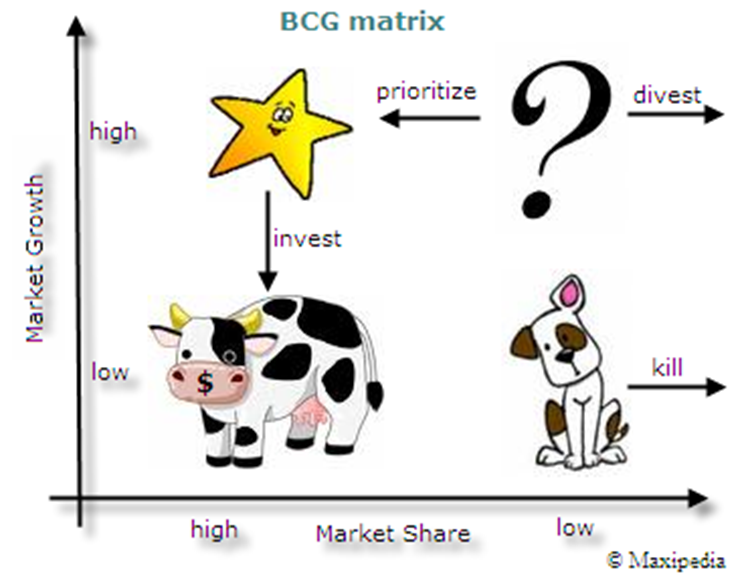 BCG matrix
prioritize
divest
high
invest
Market Growth
low
$
kill
high
Market Share
low
© Maxipedia